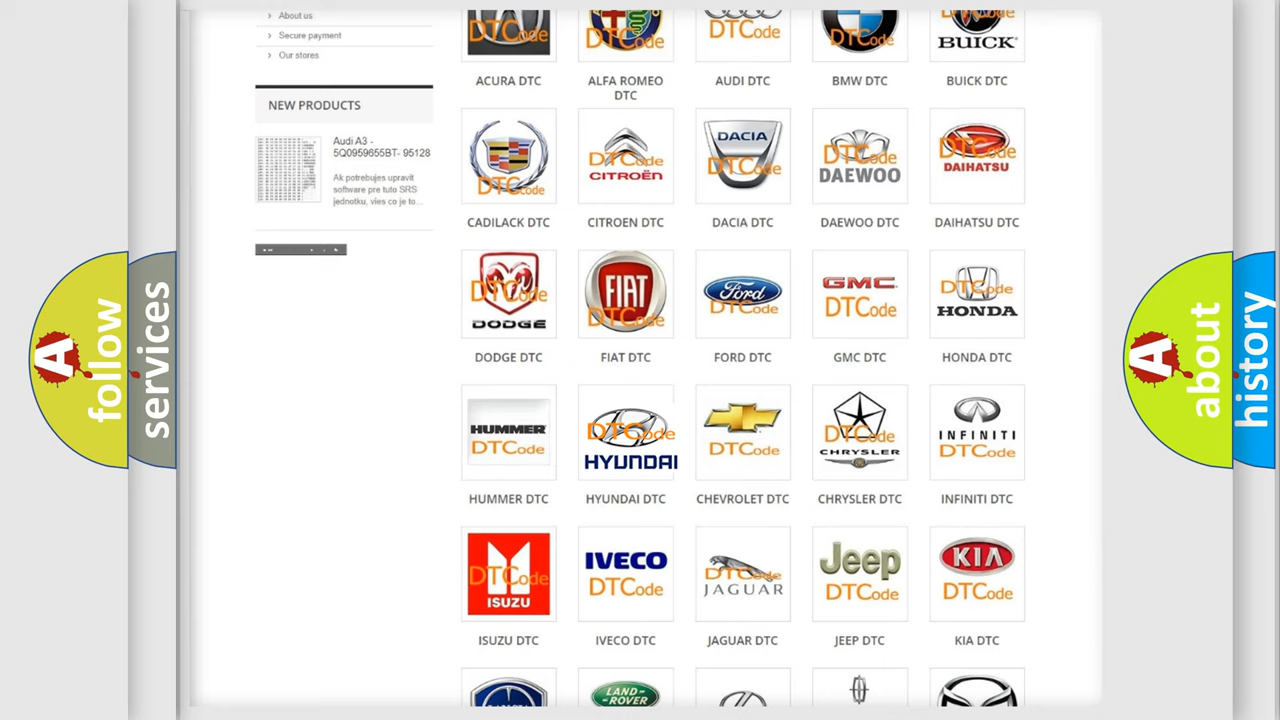 About us
Secure payment
Our stores
NEW PRODUCTS
Audi A3 -
5Q0959655BT- 95128
Ak potrebujes upravit
software pre tuto SRS
jednotku, vies co je to...
DTCode DTCode DTCode DTCode BUICK
ACURA DTC ALFA ROMEO DTC AUDI DTC BMW DTC BUICK DTC
DTCode DTCode CITROËN DACIA DTCode DTCode DAEWOO DTCode DAIHATSU
CADILACK DTC CITROEN DTC DACIA DTC DAEWOO DTC DAIHATSU DTC
DTCode DODGE FIAT DTCode Ford DTCode GMC DTCode DTCode HONDA
DODGE DTC FIAT DTC FORD DTC GMC DTC HONDA DTC
HUMMER DTCode DTCode HYUNDAI DTCode DTCode CHRYSLER INFINITI DTCode
HUMMER DTC HYUNDAI DTC CHEVROLET DTC CHRYSLER DTC INFINITI DTC
DTCode ISUZU IVECO DTCode DTCode JAGUAR Jeep DTCode KIA DTCode
ISUZU DTC IVECO DTC JAGUAR DTC JEEP DTC KIA DTC
LAND-ROVER
A follow
services
A about
history